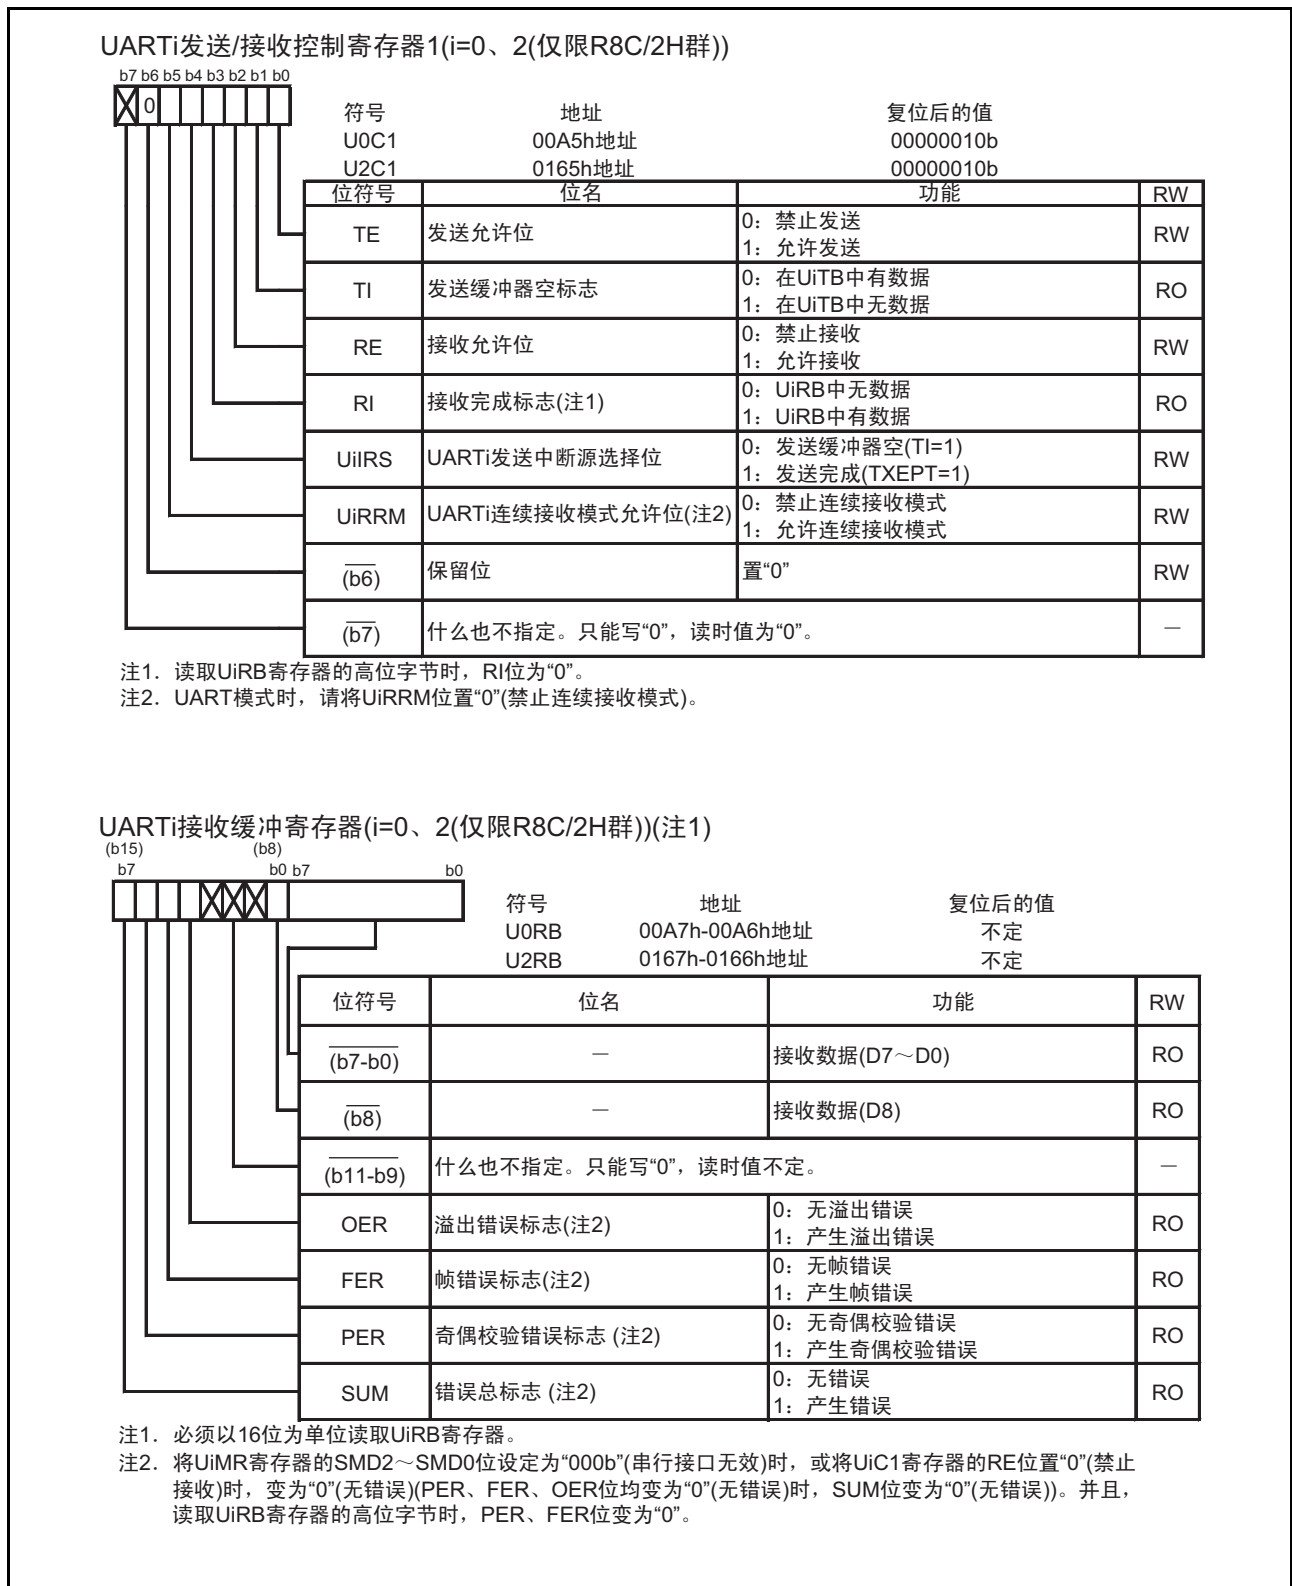 UARTi发送/接收控制寄存器1(i=0、2(仅限R8C/2H群))
b7 b6 b5 b4 b3 b2 b1 b0
0
符号 地址 复位后的值
U0C1 00A5h地址 00000010b
U2C1 0165h地址 00000010b
位符号 位名 功能 RW
TE 发送允许位 0：禁止发送 RW
1：允许发送
TI 发送缓冲器空标志 0：在UiTB中有数据 RO
1：在UiTB中无数据
RE 接收允许位 0：禁止接收 RW
1：允许接收
RI 接收完成标志(注1) 0：UiRB中无数据 RO
1：UiRB中有数据
UiIRS UARTi发送中断源选择位 0：发送缓冲器空(TI=1) RW
1：发送完成(TXEPT=1)
UiRRM UARTi连续接收模式允许位(注2) 0：禁止连续接收模式 RW
1：允许连续接收模式
(b6) 保留位 置“0” RW
(b7) 什么也不指定。只能写“0”，读时值为“0”。 —
注1．读取UiRB寄存器的高位字节时，RI位为“0”。
注2．UART模式时，请将UiRRM位置“0”(禁止连续接收模式)。
UARTi接收缓冲寄存器(i=0、2(仅限R8C/2H群))(注1)
(b15) (b8)
b7 b0 b7 b0
符号 地址 复位后的值
U0RB 00A7h-00A6h地址 不定
U2RB 0167h-0166h地址 不定
位符号 位名 功能 RW
(b7-b0) — 接收数据(D7～D0) RO
(b8) — 接收数据(D8) RO
(b11-b9) 什么也不指定。只能写“0”，读时值不定。 —
OER 溢出错误标志(注2) 0：无溢出错误 RO
1：产生溢出错误
FER 帧错误标志(注2) 0：无帧错误 RO
1：产生帧错误
PER 奇偶校验错误标志 (注2) 0：无奇偶校验错误 RO
1：产生奇偶校验错误
SUM 错误总标志 (注2) 0：无错误 RO
1：产生错误
注1．必须以16位为单位读取UiRB寄存器。
注2．将UiMR寄存器的SMD2～SMD0位设定为“000b”(串行接口无效)时，或将UiC1寄存器的RE位置“0”(禁止
接收)时，变为“0”(无错误)(PER、FER、OER位均变为“0”(无错误)时，SUM位变为“0”(无错误))。并且，
读取UiRB寄存器的高位字节时，PER、FER位变为“0”。